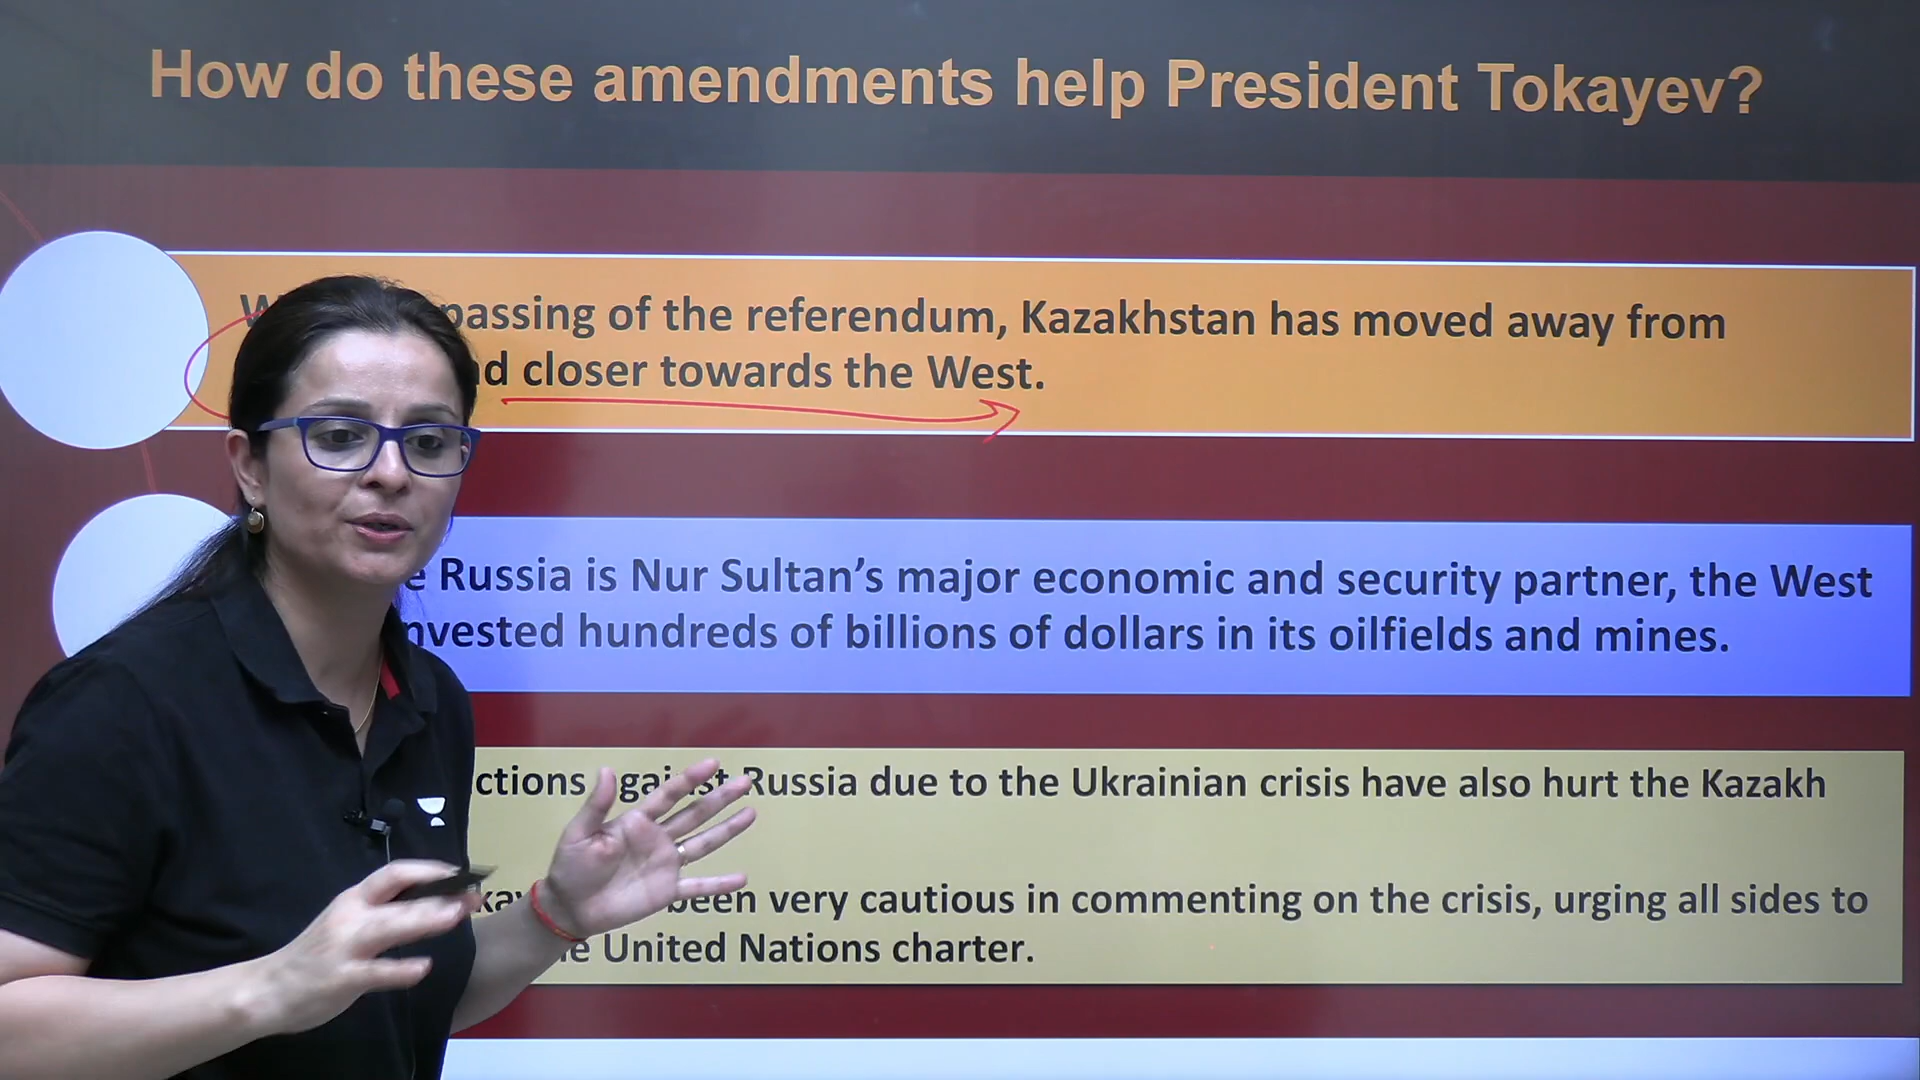 How do these amendments help President Tokayev?
passing of the referendum, Kazakhstan has moved away from
closer towards the West.
Russia is Nur Sultan's major economic and security partner, the West
invested hundreds of billions of dollars in its oilfields and mines.
against Russia due to the Ukrainian crisis have also hurt the Kazakh
been very cautious in commenting on the crisis, urging all sides to
United Nations charter.